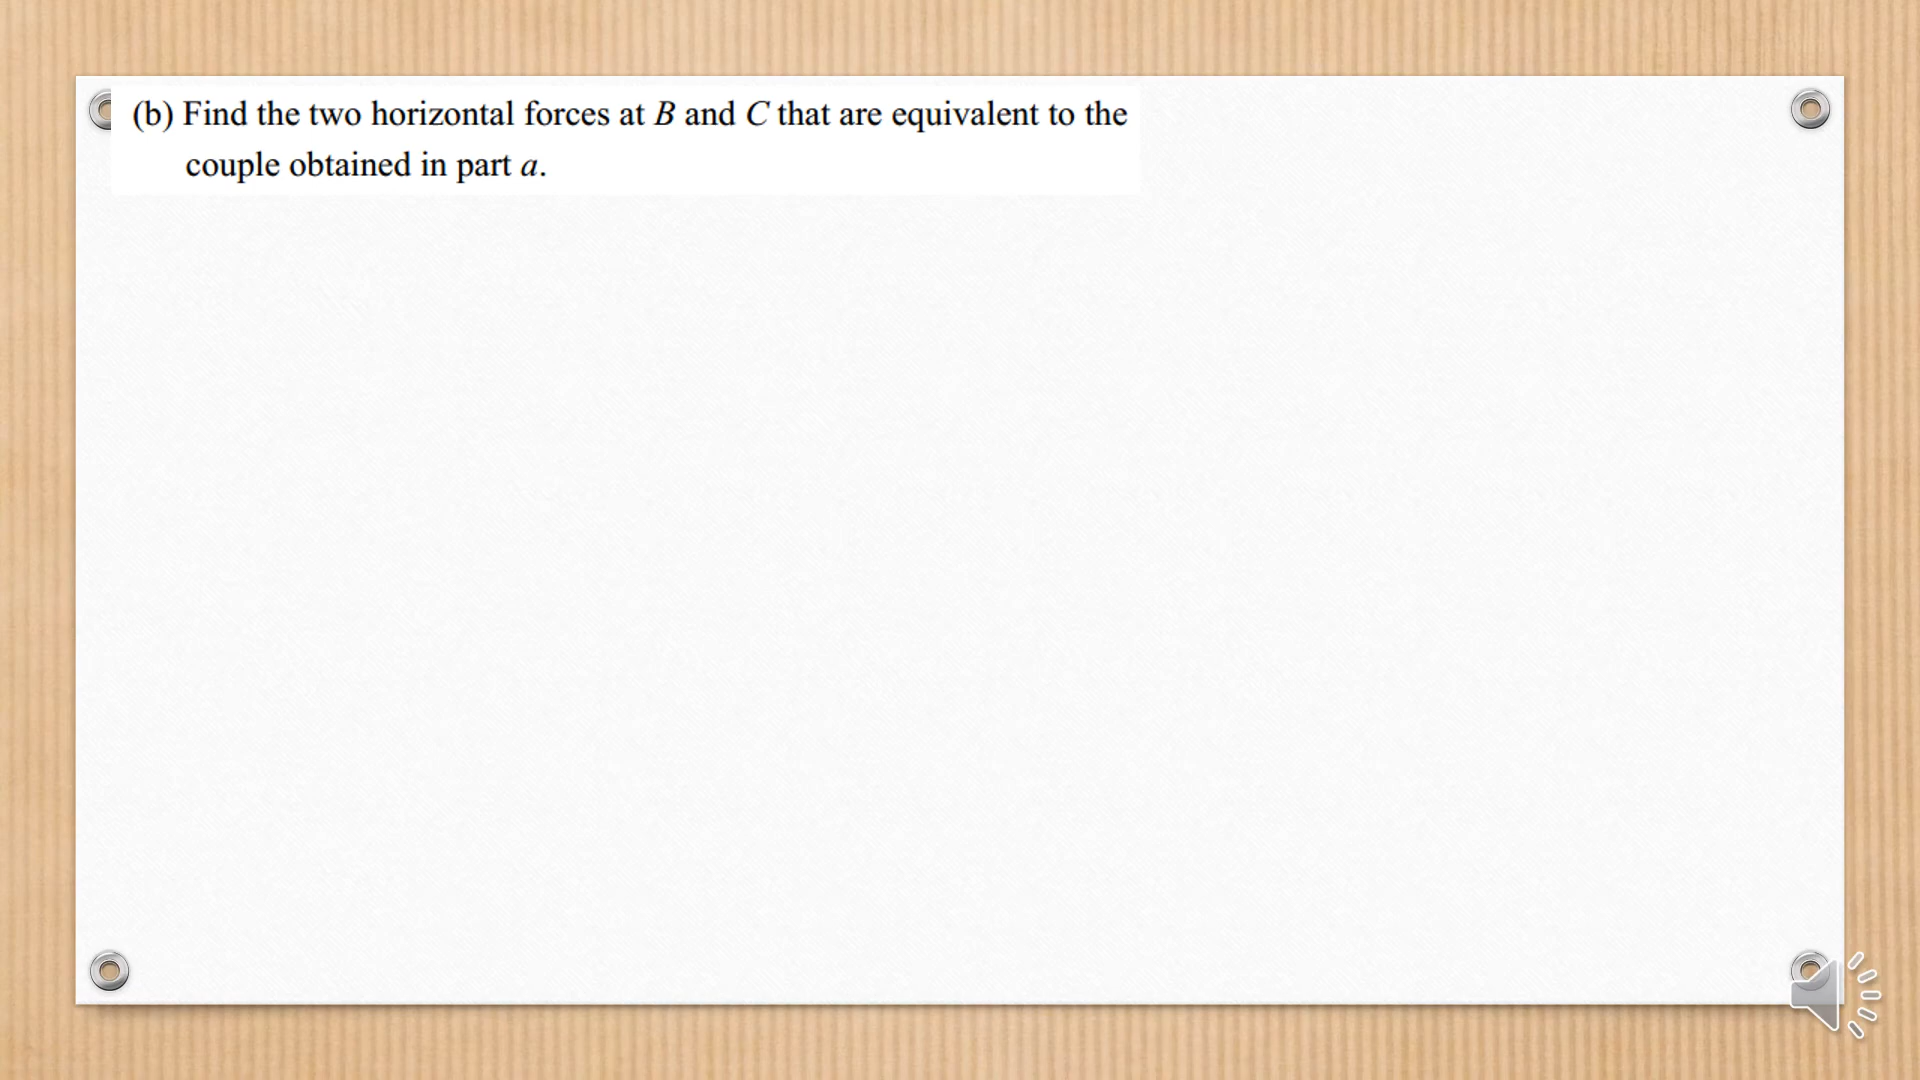 (b) Find the two horizontal forces at B and C that are equivalent to the
couple obtained in part a.